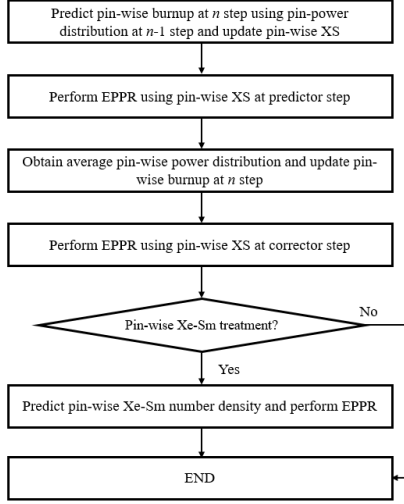 Predict pin-wise burnup at n step using pin-power
distribution at n-1 step and update pin-wise XS
Perform EPPR using pin-wise XS at predictor step
Obtain average pin-wise power distribution and update pin-
wise burnup at n step
Perform EPPR using pin-wise XS at corrector step
Pin-wise Xe-Sm treatment?
No
Yes
Predict pin-wise Xe-Sm number density and perform EPPR
END